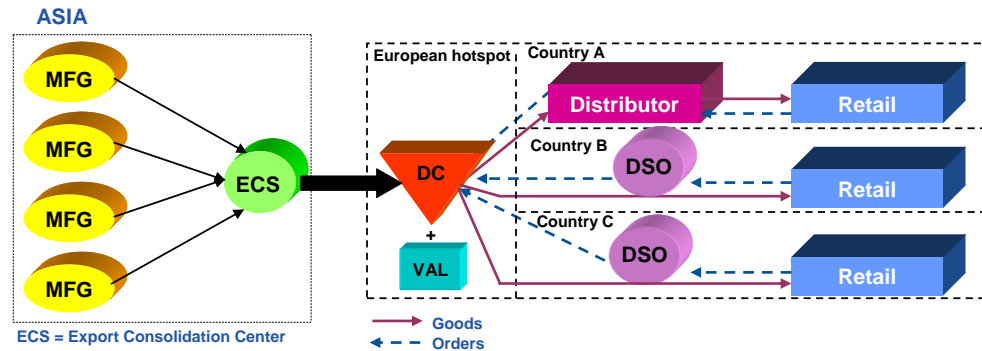 ASIA
MFG
MFG
MFG
MFG
ECS
ECS = Export Consolidation Center
European hotspot
DC
+
VAL
Country A
Distributor
Retail
Country B
DSO
Retail
Country C
DSO
Retail
Goods
Orders